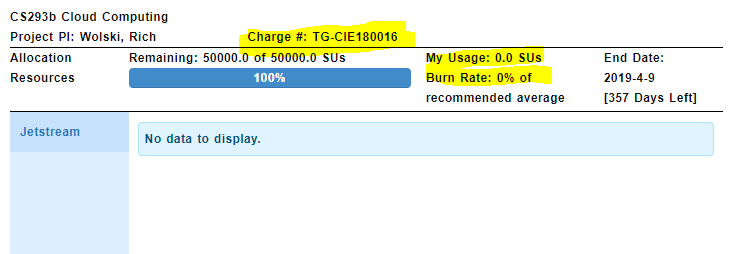 CS293b Cloud Computing
Project PI: Wolski, Rich Charge #: TG-CIE180016
Allocation Remaining: 50000.0 of 50000.0 SUs My Usage: 0.0 SUs End Date:
Resources 100% Burn Rate: 0% of 2019-4-9
recommended average [357 Days Left]
Jetstream
No data to display.